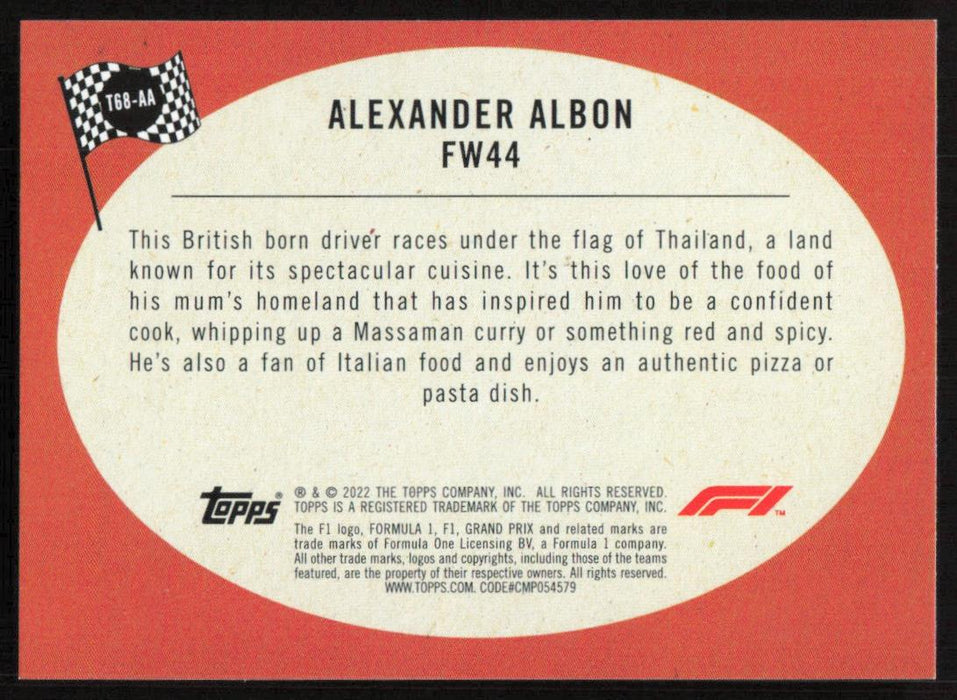 T68-AA
ALEXANDER ALBON
FW44
This British born driver races under the flag of Thailand, a land
known for its spectacular cuisine. It's this love of the food of
his mum's homeland that has inspired him to be a confident
cook, whipping up a Massaman curry or something red and spicy.
He's also a fan of Italian food and enjoys an authentic pizza or
pasta dish.
topps®
® & © 2022 THE TOPPS COMPANY, INC. ALL RIGHTS RESERVED.
TOPPS IS A REGISTERED TRADEMARK OF THE TOPPS COMPANY, INC.
F1™
The F1 logo, FORMULA 1, F1, GRAND PRIX and related marks are
trade marks of Formula One Licensing BV, a Formula 1 company.
All other trade marks, logos and copyrights, including those of the teams
featured, are the property of their respective owners. All rights reserved.
WWW.TOPPS.COM. CODE#CMP054579